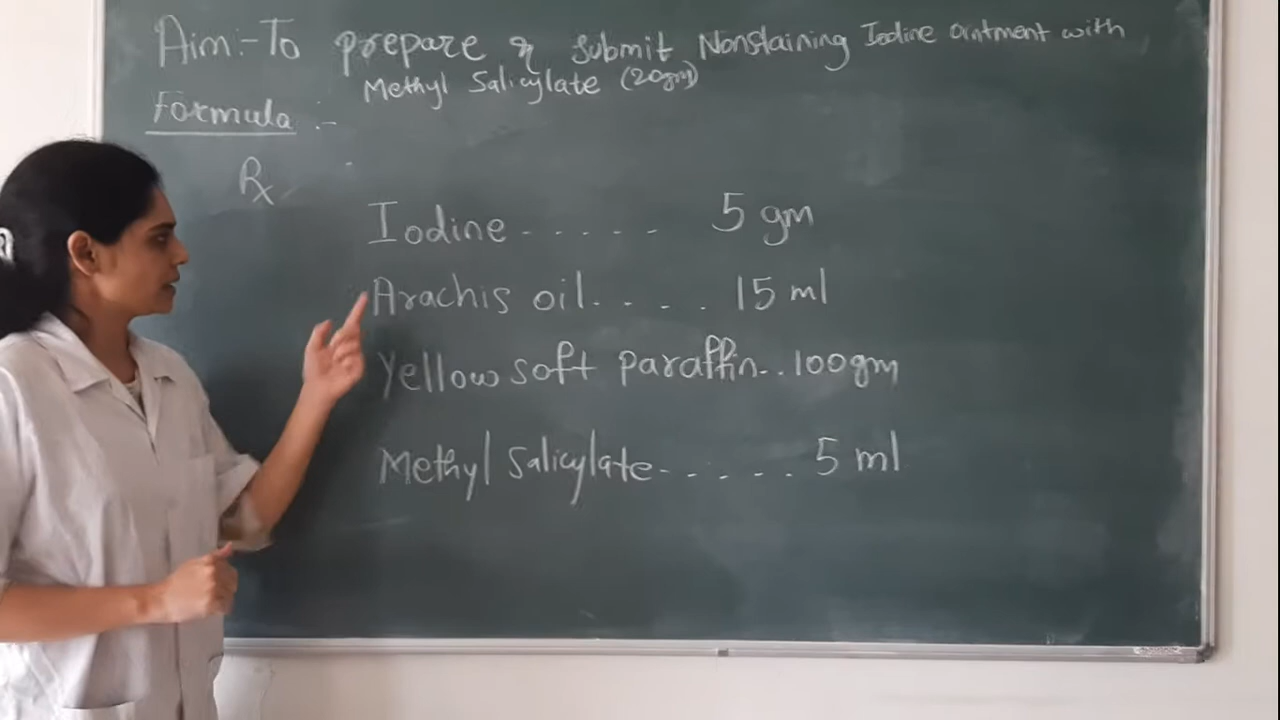 Aim:- To prepare & submit Nonstaining Iodine ointment with
Methyl Salicylate (20gm)
Formula :-
Rx
Iodine ----- 5 gm
Arachis oil.... 15 ml
Yellow soft paraffin... 100gm
Methyl Salicylate----- 5 ml